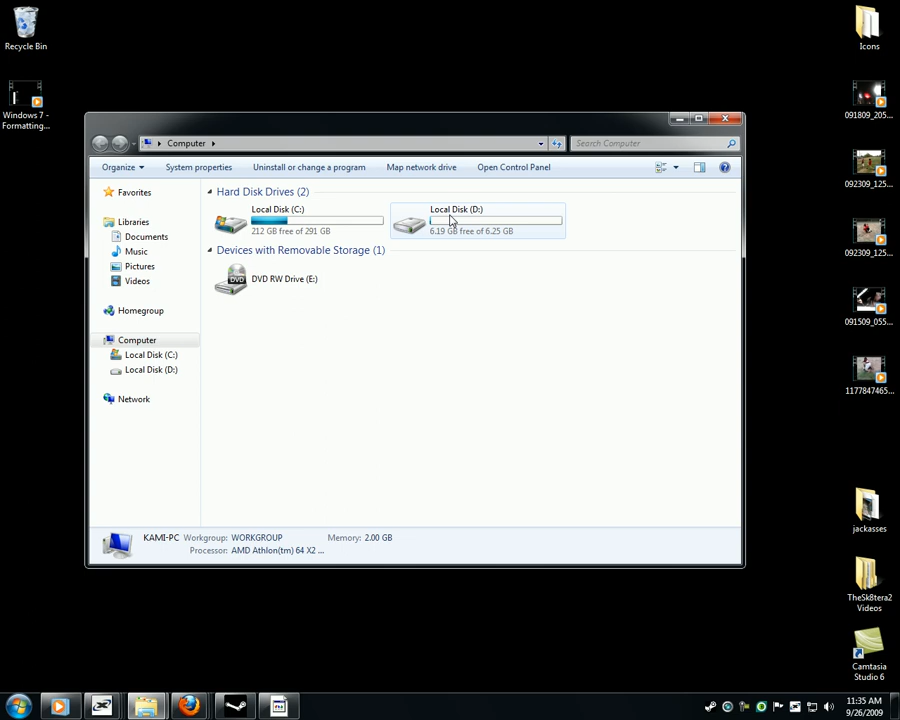 Recycle Bin
Windows 7 -
Formatting...
Icons
091809_205...
092309_125...
092309_125...
091509_055...
1177847465...
jackasses
TheSk8tera2
Videos
Camtasia
Studio 6
Computer
Search Computer
Organize
System properties
Uninstall or change a program
Map network drive
Open Control Panel
Favorites
Libraries
Documents
Music
Pictures
Videos
Homegroup
Computer
Local Disk (C:)
Local Disk (D:)
Network
Hard Disk Drives (2)
Local Disk (C:)
212 GB free of 291 GB
Local Disk (D:)
6.19 GB free of 6.25 GB
Devices with Removable Storage (1)
DVD
DVD RW Drive (E:)
KAMI-PC Workgroup: WORKGROUP Memory: 2.00 GB
Processor: AMD Athlon(tm) 64 X2 ...
11:35 AM
9/26/2009